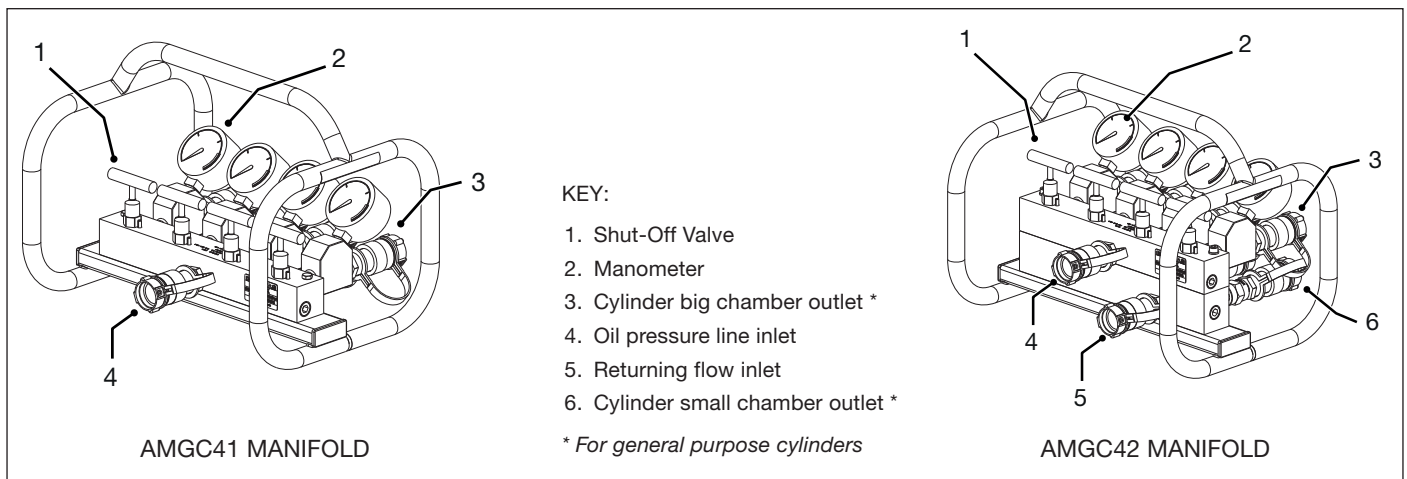 1
2
3
4
AMGC41 MANIFOLD
KEY:
1. Shut-Off Valve
2. Manometer
3. Cylinder big chamber outlet *
4. Oil pressure line inlet
5. Returning flow inlet
6. Cylinder small chamber outlet *
* For general purpose cylinders
1
2
3
4
5
6
AMGC42 MANIFOLD